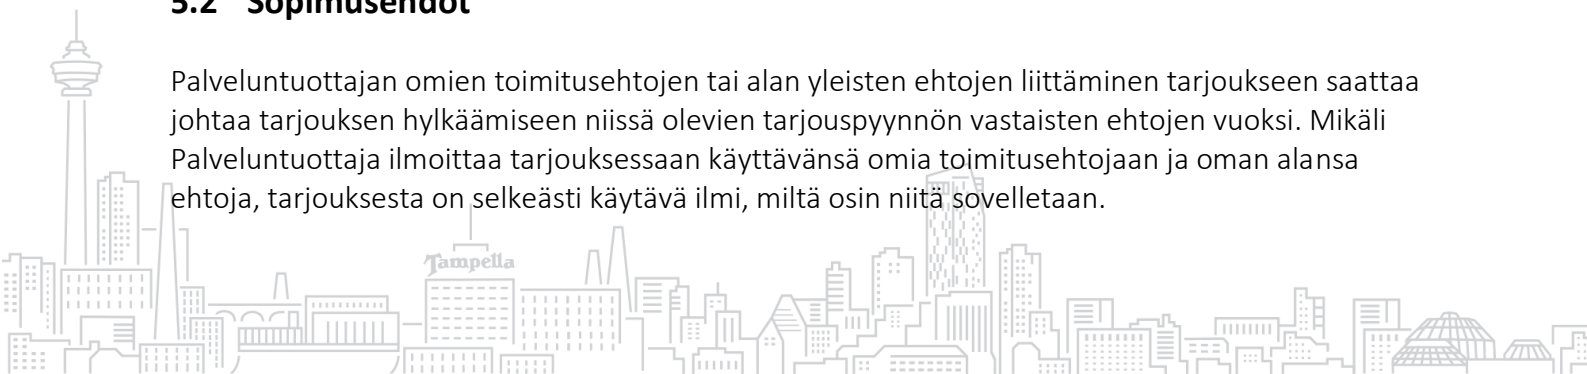 5.2 Sopimusehdot
Palveluntuottajan omien toimitusehtojen tai alan yleisten ehtojen liittäminen tarjoukseen saattaa
johtaa tarjouksen hylkäämiseen niissä olevien tarjouspyynnön vastaisten ehtojen vuoksi. Mikäli
Palveluntuottaja ilmoittaa tarjouksessaan käyttävänsä omia toimitusehtojaan ja oman alansa
ehtoja, tarjouksesta on selkeästi käytävä ilmi, miltä osin niitä sovelletaan.
Tampella